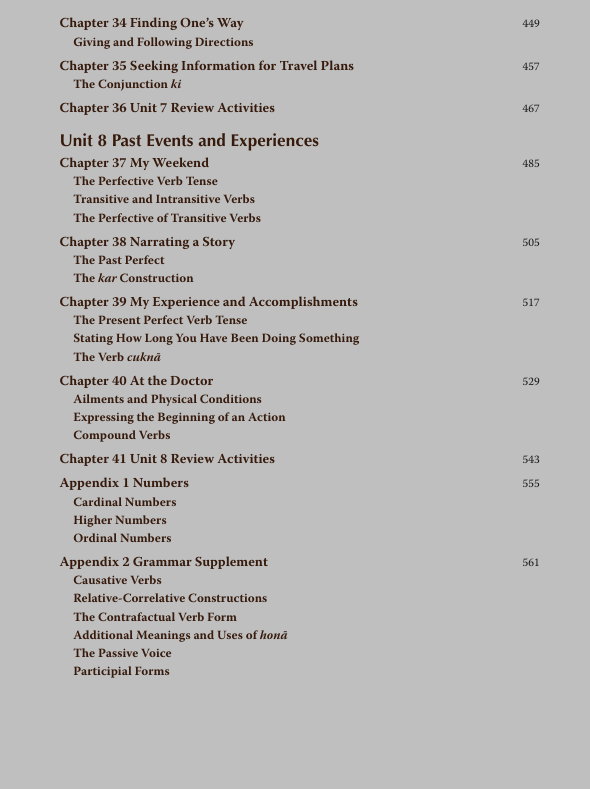 Chapter 34 Finding One’s Way 449
Giving and Following Directions
Chapter 35 Seeking Information for Travel Plans 457
The Conjunction ki
Chapter 36 Unit 7 Review Activities 467
Unit 8 Past Events and Experiences
Chapter 37 My Weekend 485
The Perfective Verb Tense
Transitive and Intransitive Verbs
The Perfective of Transitive Verbs
Chapter 38 Narrating a Story 505
The Past Perfect
The kar Construction
Chapter 39 My Experience and Accomplishments 517
The Present Perfect Verb Tense
Stating How Long You Have Been Doing Something
The Verb cuknā
Chapter 40 At the Doctor 529
Ailments and Physical Conditions
Expressing the Beginning of an Action
Compound Verbs
Chapter 41 Unit 8 Review Activities 543
Appendix 1 Numbers 555
Cardinal Numbers
Higher Numbers
Ordinal Numbers
Appendix 2 Grammar Supplement 561
Causative Verbs
Relative-Correlative Constructions
The Contrafactual Verb Form
Additional Meanings and Uses of honā
The Passive Voice
Participial Forms